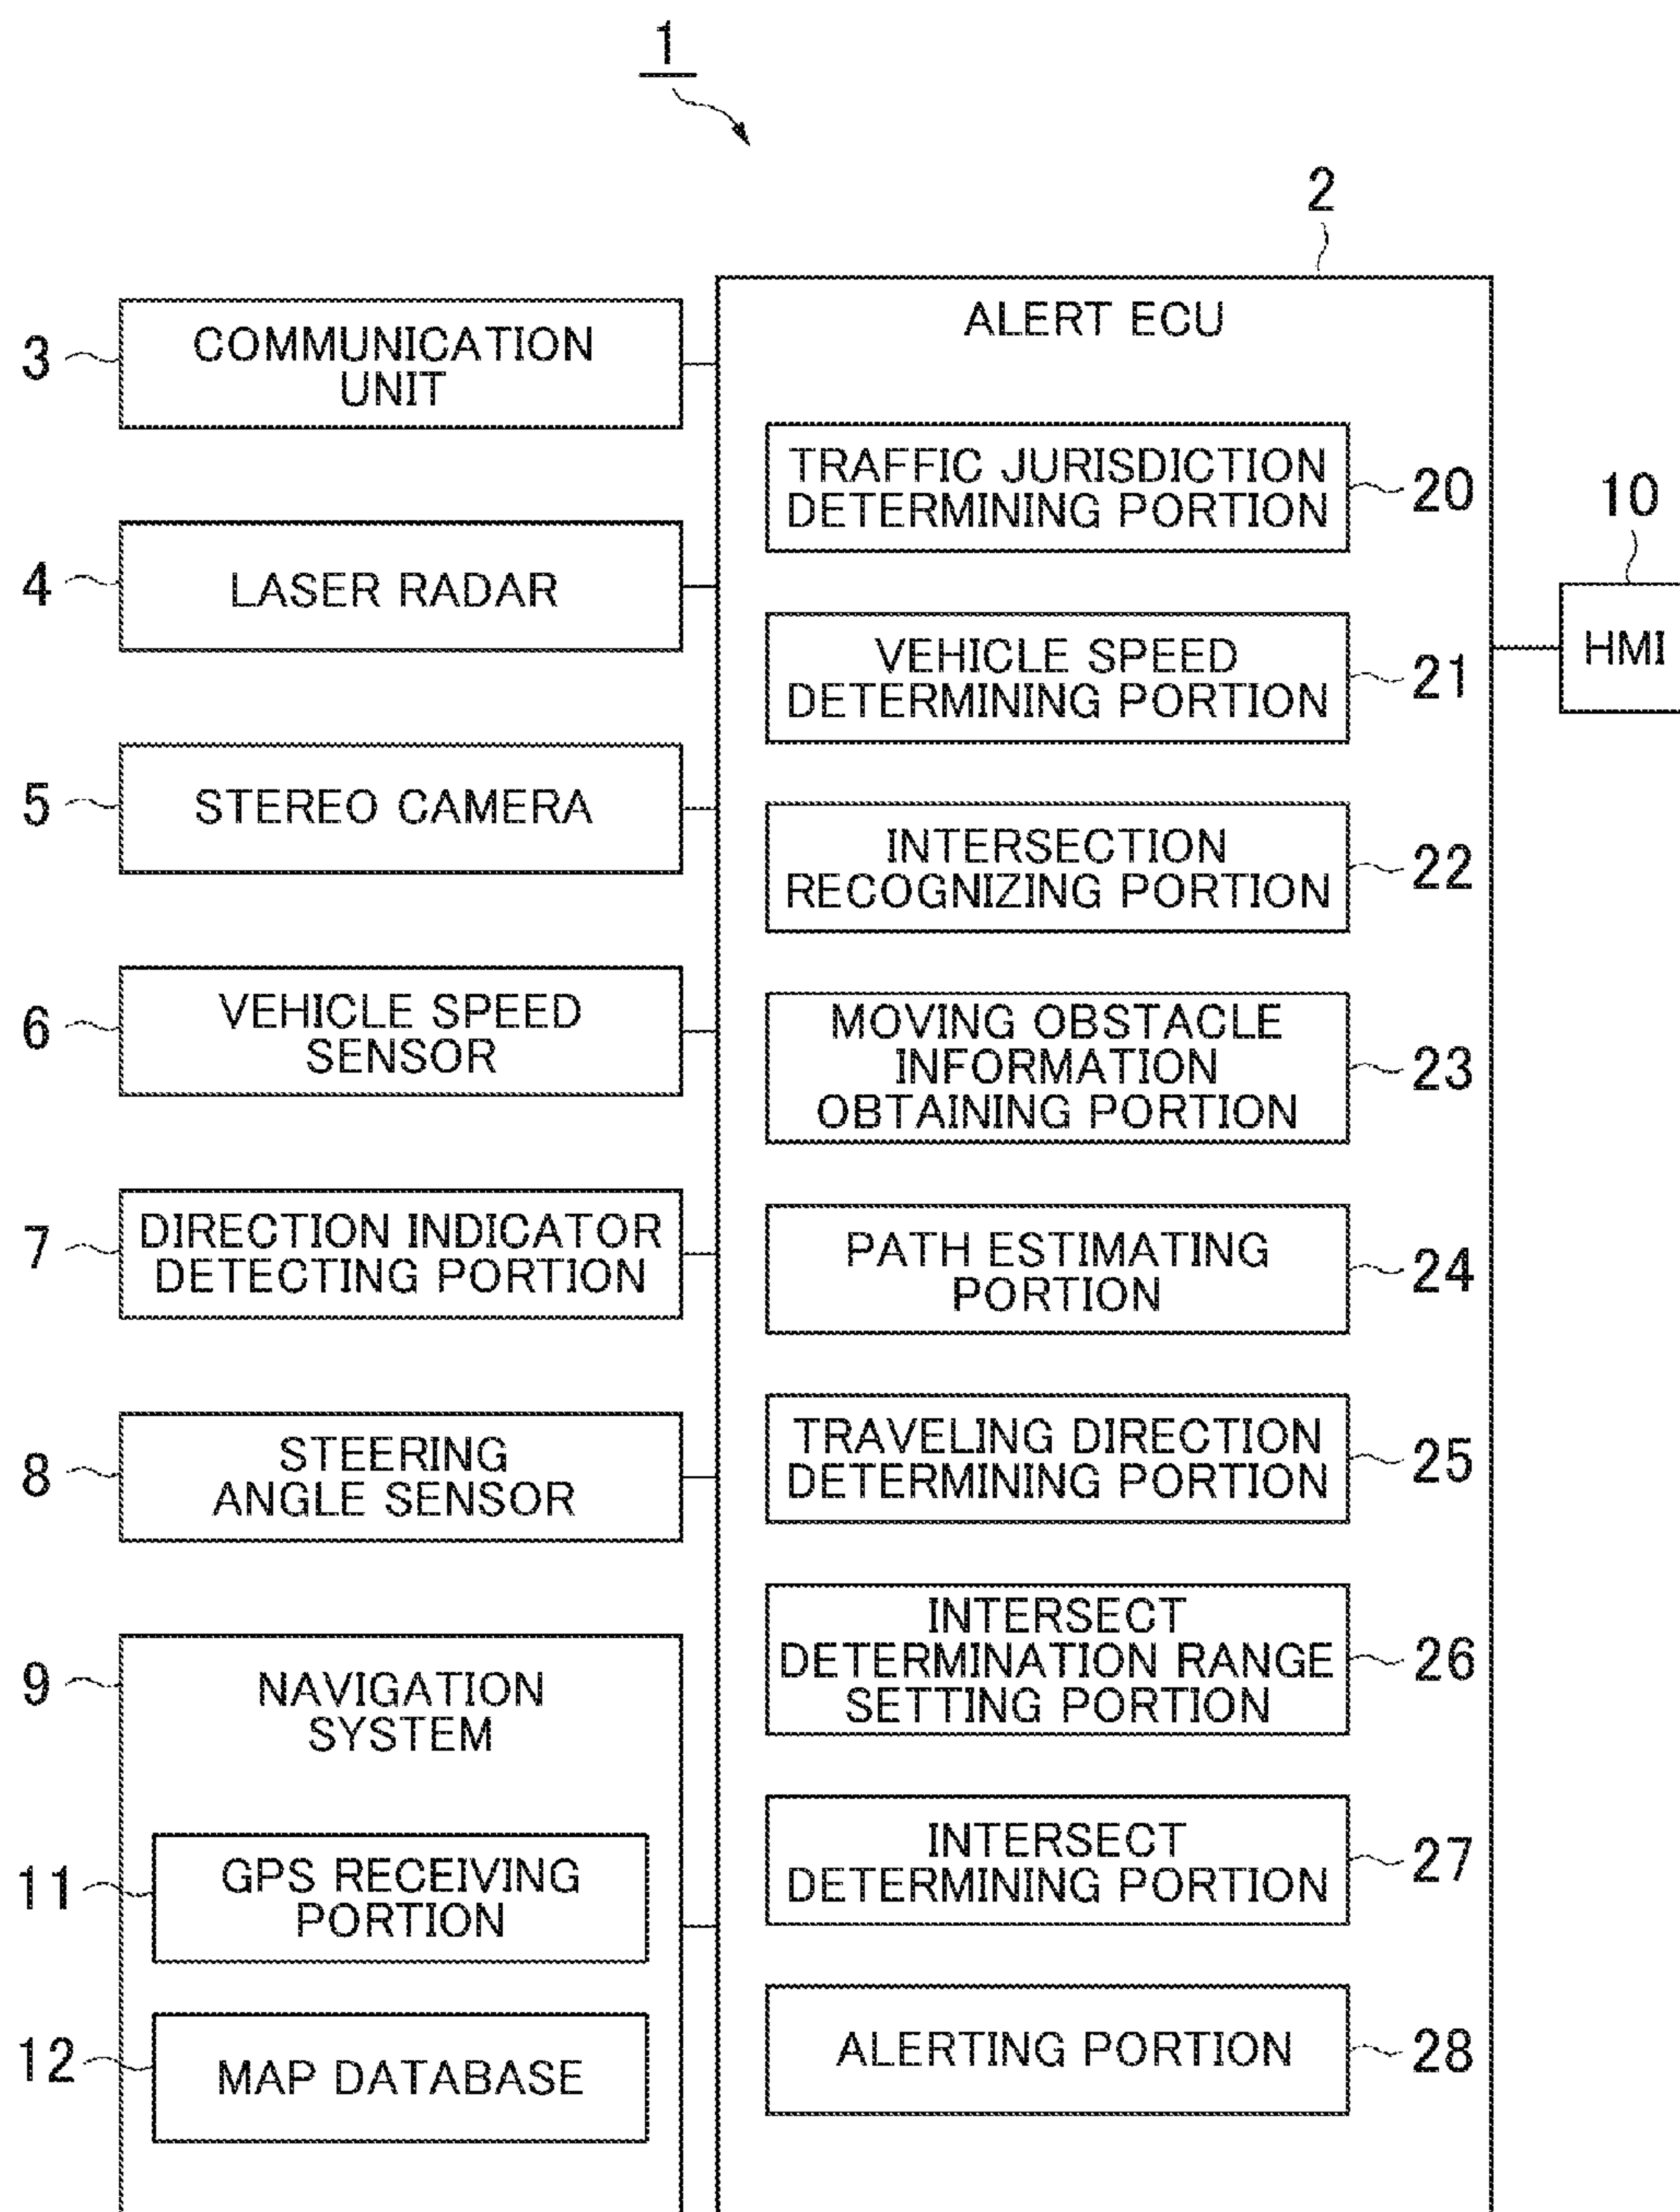 1
2
3
COMMUNICATION
UNIT
4
LASER RADAR
5
STEREO CAMERA
6
VEHICLE SPEED
SENSOR
7
DIRECTION INDICATOR
DETECTING PORTION
8
STEERING
ANGLE SENSOR
9
NAVIGATION
SYSTEM
11
GPS RECEIVING
PORTION
12
MAP DATABASE
ALERT ECU
TRAFFIC JURISDICTION
DETERMINING PORTION
20
VEHICLE SPEED
DETERMINING PORTION
21
INTERSECTION
RECOGNIZING PORTION
22
MOVING OBSTACLE
INFORMATION
OBTAINING PORTION
23
PATH ESTIMATING
PORTION
24
TRAVELING DIRECTION
DETERMINING PORTION
25
INTERSECT
DETERMINATION RANGE
SETTING PORTION
26
INTERSECT
DETERMINING PORTION
27
ALERTING PORTION
28
10
HMI